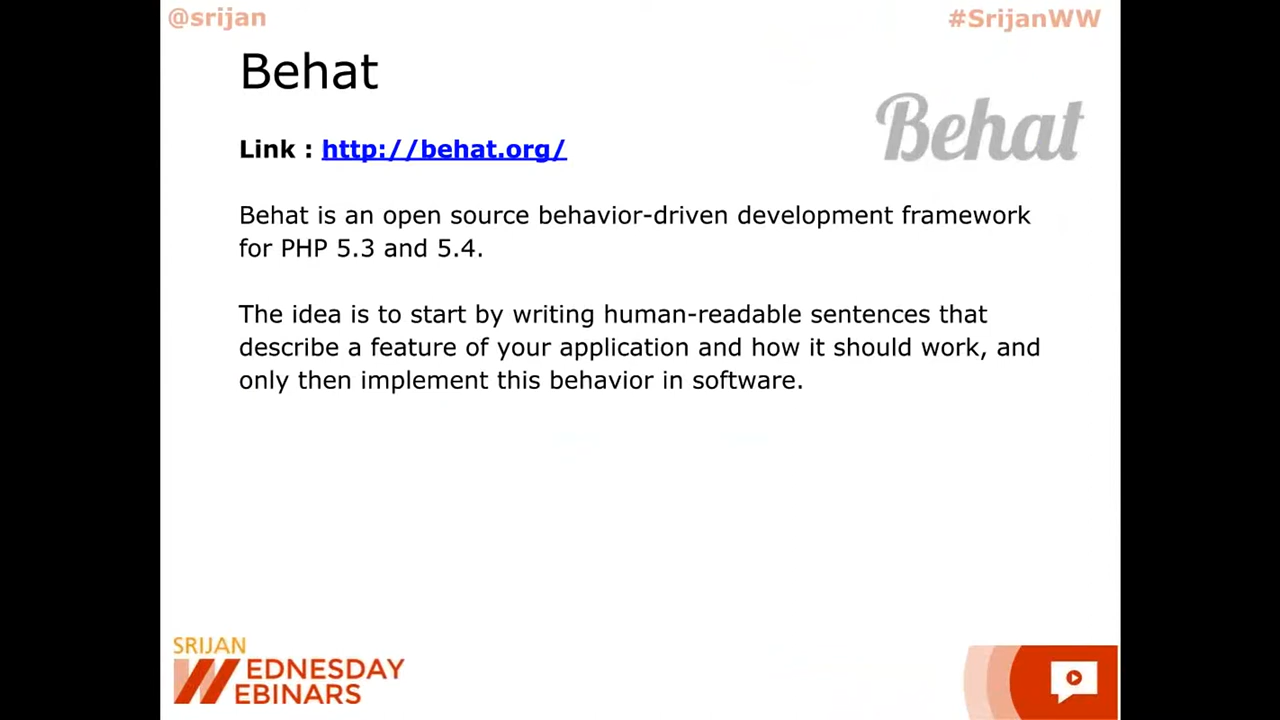 @srijan
#SrijanWW
Behat
Behat
Link : http://behat.org/
Behat is an open source behavior-driven development framework
for PHP 5.3 and 5.4.
The idea is to start by writing human-readable sentences that
describe a feature of your application and how it should work, and
only then implement this behavior in software.
SRIJAN
WEDNESDAY
WEBINARS